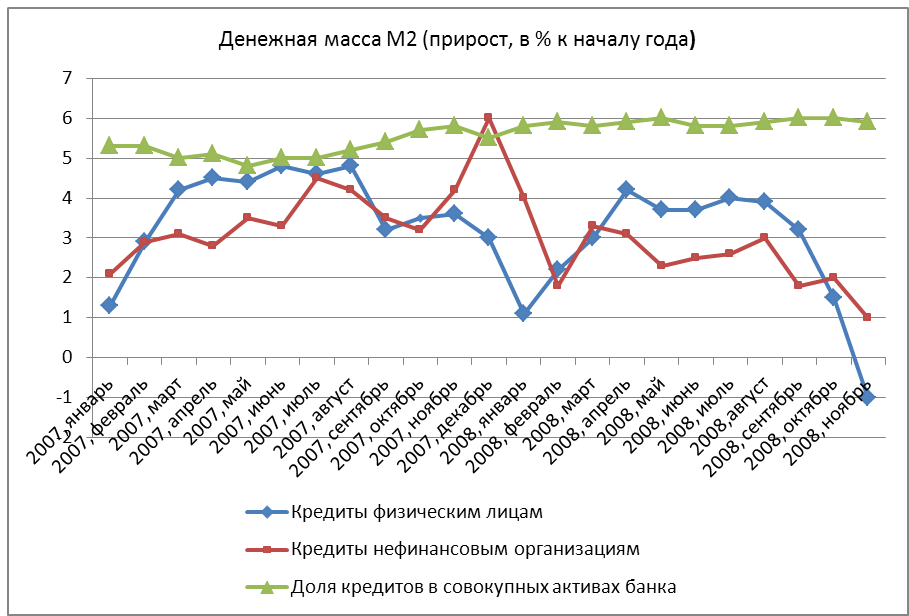 Денежная масса М2 (прирост, в % к началу года)
7
6
5
4
3
2
1
0
-1
-2
2007, январь
2007, февраль
2007, март
2007, апрель
2007, май
2007, июнь
2007, июль
2007, август
2007, сентябрь
2007, октябрь
2007, ноябрь
2007, декабрь
2008, январь
2008, февраль
2008, март
2008, апрель
2008, май
2008, июнь
2008, июль
2008,август
2008, сентябрь
2008, октябрь
2008, ноябрь
Кредиты физическим лицам
Кредиты нефинансовым организациям
Доля кредитов в совокупных активах банка